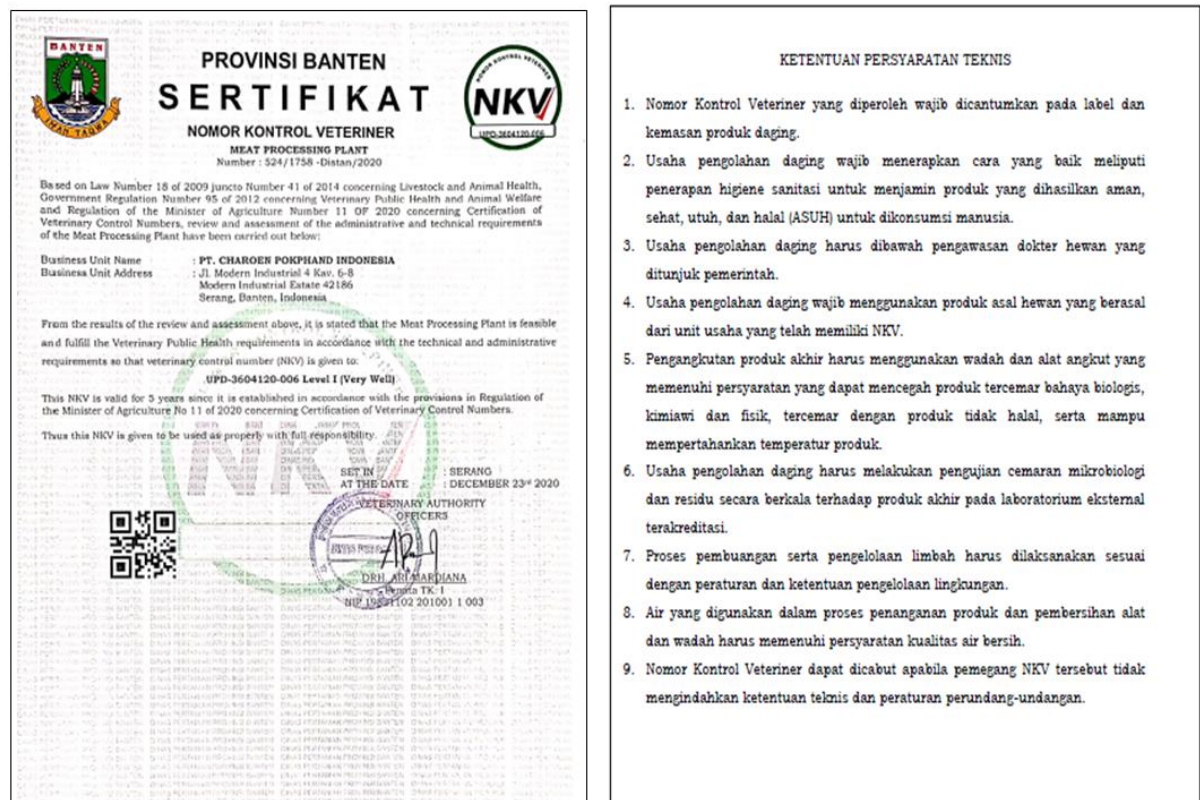 BANTEN
IMAN TAQWA
PROVINSI BANTEN
SERTIFIKAT
NOMOR KONTROL VETERINER
MEAT PROCESSING PLANT
Number : 524/1758 -Distan/2020
NOMOR KONTROL VETERINER
NKV
UPD-3604120-006
Based on Law Number 18 of 2009 juncto Number 41 of 2014 concerning Livestock and Animal Health,
Government Regulation Number 95 of 2012 concerning Veterinary Public Health and Animal Welfare
and Regulation of the Minister of Agriculture Number 11 OF 2020 concerning Certification of
Veterinary Control Numbers, review and assessment of the administrative and technical requirements
of the Meat Processing Plant have been carried out below:
Business Unit Name : PT. CHAROEN POKPHAND INDONESIA
Business Unit Address : Jl. Modern Industrial 4 Kav. 6-8
Modern Industrial Estate 42186
Serang, Banten, Indonesia
From the results of the review and assessment above, it is stated that the Meat Processing Plant is feasible
and fulfill the Veterinary Public Health requirements in accordance with the technical and administrative
requirements so that veterinary control number (NKV) is given to:
UPD-3604120-006 Level I (Very Well)
This NKV is valid for 5 years since it is established in accordance with the provisions in Regulation of
the Minister of Agriculture No 11 of 2020 concerning Certification of Veterinary Control Numbers.
Thus this NKV is given to be used as properly with full responsibility.
NKV
SET IN : SERANG
AT THE DATE : DECEMBER 23rd 2020
VETERINARY AUTHORITY
OFFICERS
DRH. ARI MARDIANA
Penata TK. I
201001 1 003
KETENTUAN PERSYARATAN TEKNIS
1. Nomor Kontrol Veteriner yang diperoleh wajib dicantumkan pada label dan
kemasan produk daging.
2. Usaha pengolahan daging wajib menerapkan cara yang baik meliputi
penerapan higiene sanitasi untuk menjamin produk yang dihasilkan aman,
sehat, utuh, dan halal (ASUH) untuk dikonsumsi manusia.
3. Usaha pengolahan daging harus dibawah pengawasan dokter hewan yang
ditunjuk pemerintah.
4. Usaha pengolahan daging wajib menggunakan produk asal hewan yang berasal
dari unit usaha yang telah memiliki NKV.
5. Pengangkutan produk akhir harus menggunakan wadah dan alat angkut yang
memenuhi persyaratan yang dapat mencegah produk tercemar bahaya biologis,
kimiawi dan fisik, tercemar dengan produk tidak halal, serta mampu
mempertahankan temperatur produk.
6. Usaha pengolahan daging harus melakukan pengujian cemaran mikrobiologi
dan residu secara berkala terhadap produk akhir pada laboratorium eksternal
terakreditasi.
7. Proses pembuangan serta pengelolaan limbah harus dilaksanakan sesuai
dengan peraturan dan ketentuan pengelolaan lingkungan.
8. Air yang digunakan dalam proses penanganan produk dan pembersihan alat
dan wadah harus memenuhi persyaratan kualitas air bersih.
9. Nomor Kontrol Veteriner dapat dicabut apabila pemegang NKV tersebut tidak
mengindahkan ketentuan teknis dan peraturan perundang-undangan.